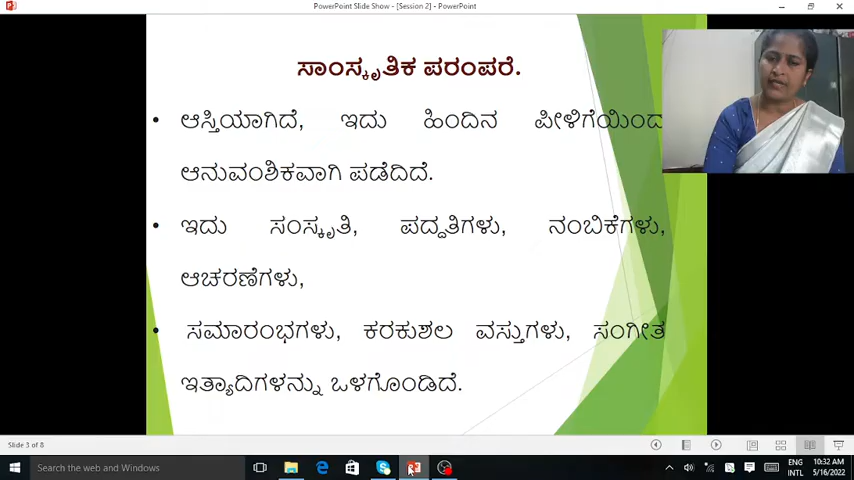 PowerPoint Slide Show - [Session 2] - PowerPoint
ಸಾಂಸ್ಕೃತಿಕ ಪರಂಪರೆ.
• ಆಸ್ತಿಯಾಗಿದೆ, ಇದು ಹಿಂದಿನ ಪೀಳಿಗೆಯಿಂದ
ಆನುವಂಶಿಕವಾಗಿ ಪಡೆದಿದೆ.
• ಇದು ಸಂಸ್ಕೃತಿ, ಪದ್ದತಿಗಳು, ನಂಬಿಕೆಗಳು,
ಆಚರಣೆಗಳು,
• ಸಮಾರಂಭಗಳು, ಕರಕುಶಲ ವಸ್ತುಗಳು, ಸಂಗೀತ
ಇತ್ಯಾದಿಗಳನ್ನು ಒಳಗೊಂಡಿದೆ.
Slide 3 of 8
Search the web and Windows
ENG
INTL
10:32 AM
5/16/2022